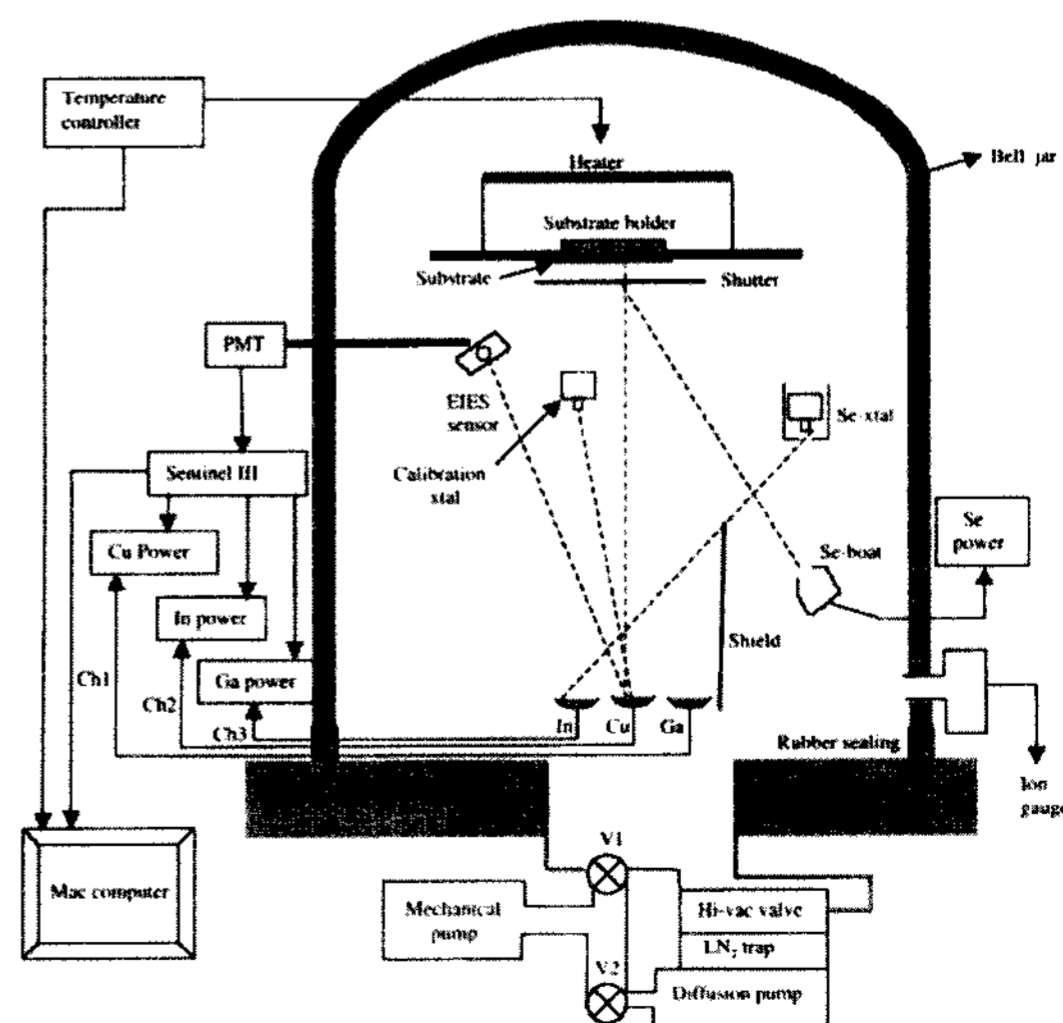 Temperature
controller
Bell jar
Heater
Substrate holder
Substrate
Shutter
PMT
EIES
sensor
Se-xtal
Calibration
xtal
Sentinel III
Cu Power
Se
power
Se-boat
In power
Shield
Ga power
Ch1
Ch2
Ch3
In
Cu
Ga
Rubber sealing
Ion
gauge
V1
Mac computer
Mechanical
pump
Hi-vac valve
LN2 trap
V2
Diffusion pump